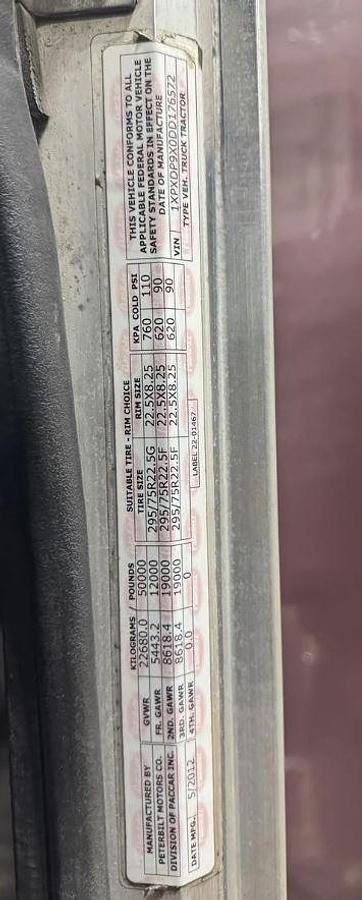 MANUFACTURED BY
PETERBILT MOTORS CO.
DIVISION OF PACCAR INC.
DATE MFG. 5/2012
KILOGRAMS / POUNDS
GVWR 22680.0 50000
FR. GAWR 5443.2 12000
2ND. GAWR 8618.4 19000
3RD. GAWR 8618.4 19000
4TH. GAWR 0.0 0
SUITABLE TIRE - RIM CHOICE
TIRE SIZE RIM SIZE KPA COLD PSI
295/75R22.5G 22.5X8.25 760 110
295/75R22.5F 22.5X8.25 620 90
295/75R22.5F 22.5X8.25 620 90
LABEL 22-01467
THIS VEHICLE CONFORMS TO ALL
APPLICABLE FEDERAL MOTOR VEHICLE
SAFETY STANDARDS IN EFFECT ON THE
DATE OF MANUFACTURE
VIN 1XPXDP9X0DD176572
TYPE VEH. TRUCK TRACTOR